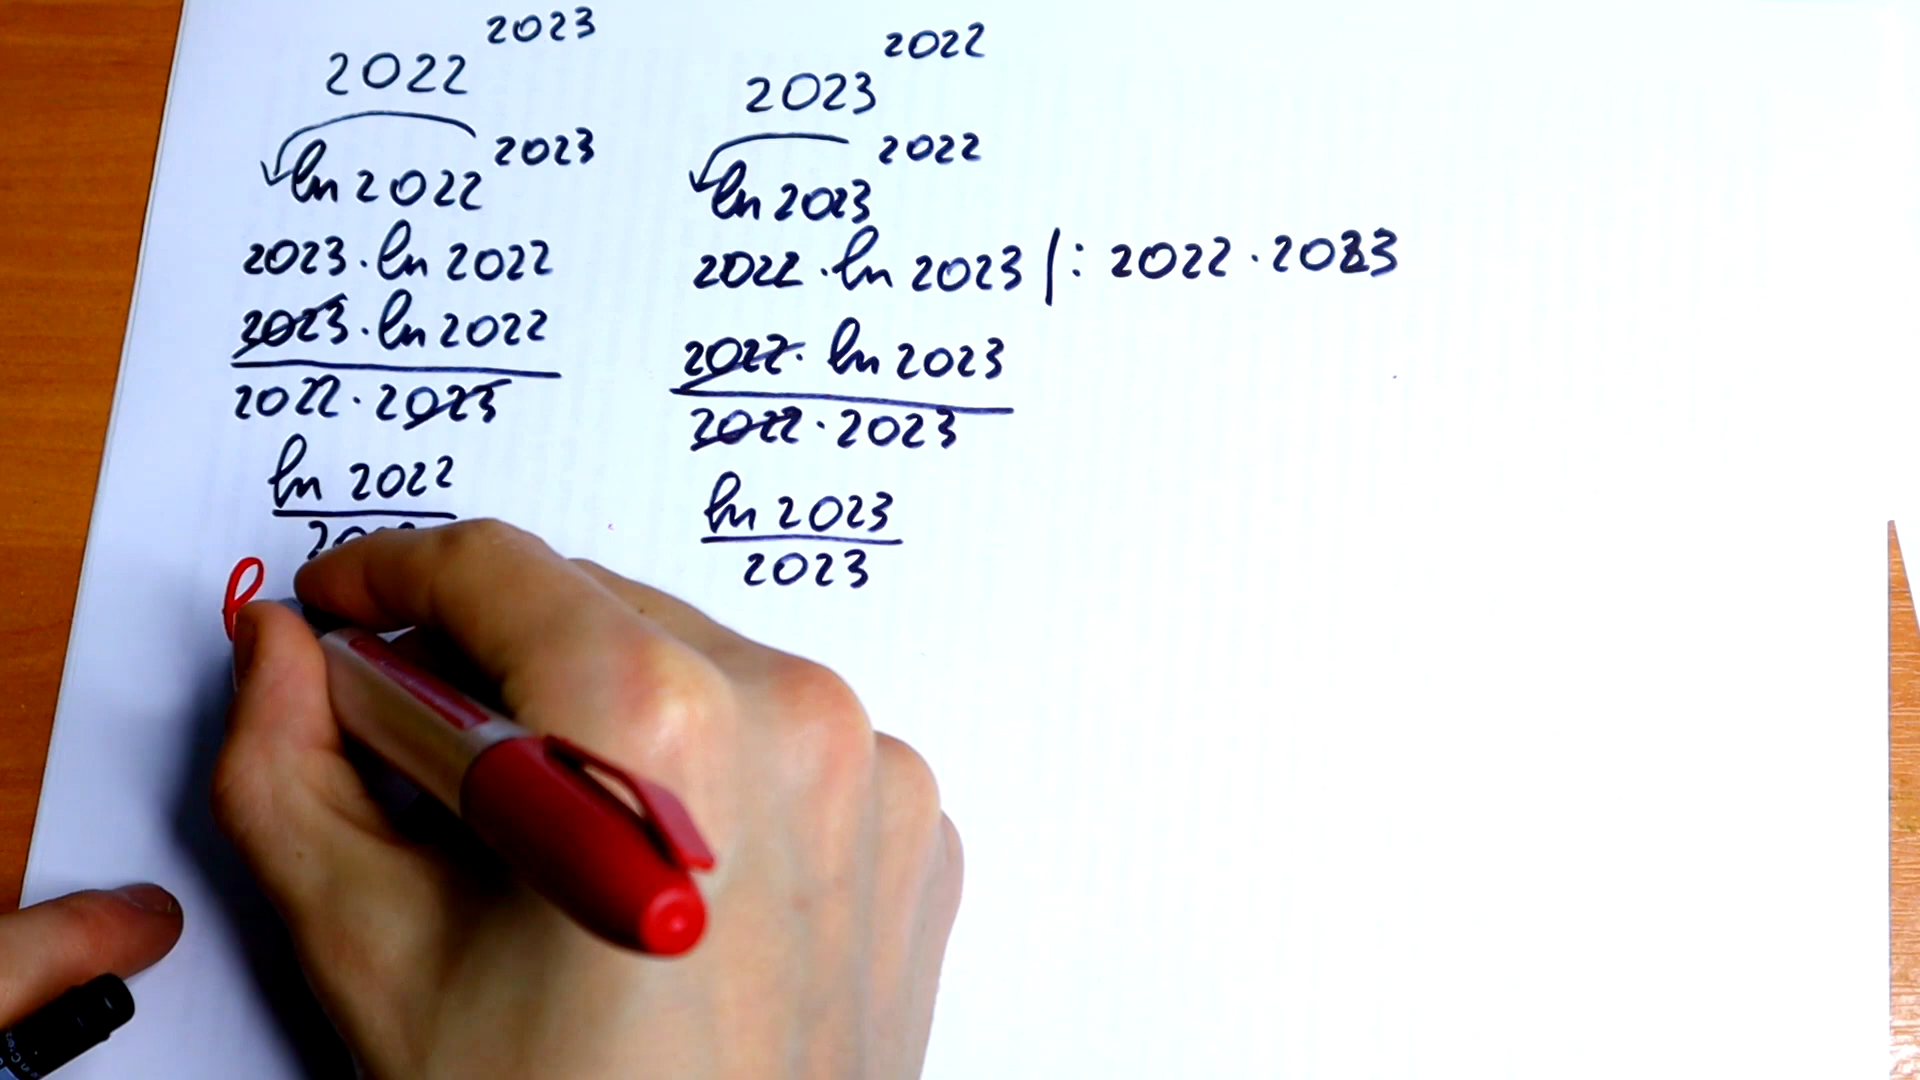 2022^2023 2023^2022
ln 2022^2023 ln 2023^2022
2023 · ln 2022 2022 · ln 2023 | : 2022 · 2023
2023 · ln 2022 2022 · ln 2023
2022 · 2023 2022 · 2023
ln 2022 ln 2023
2023